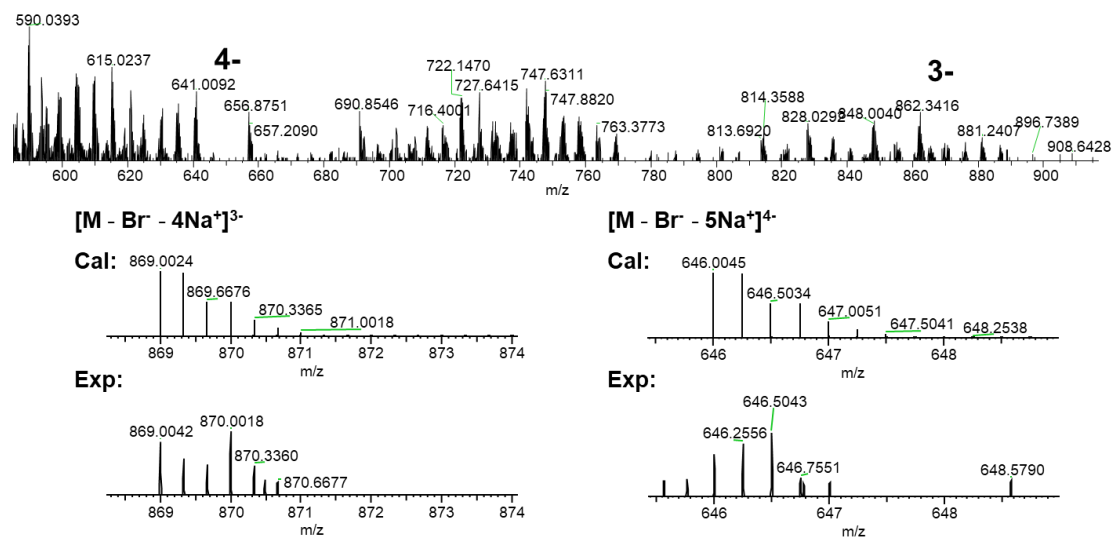 590.0393
615.0237
4-
641.0092
656.8751
657.2090
690.8546
716.4001
722.1470
727.6415
747.6311
747.8820
763.3773
3-
814.3588
813.6920
828.0292
848.0040
862.3416
881.2407
896.7389
908.6428
600 620 640 660 680 700 720 740 760 780 800 820 840 860 880 900
m/z
[M - Br⁻ - 4Na⁺]³⁻
Cal:
869.0024
869.6676
870.3365
871.0018
869 870 871 872 873 874
m/z
Exp:
869.0042
870.0018
870.3360
870.6677
869 870 871 872 873 874
m/z
[M - Br⁻ - 5Na⁺]⁴⁻
Cal:
646.0045
646.5034
647.0051
647.5041
648.2538
646 647 648
m/z
Exp:
646.5043
646.2556
646.7551
648.5790
646 647 648
m/z